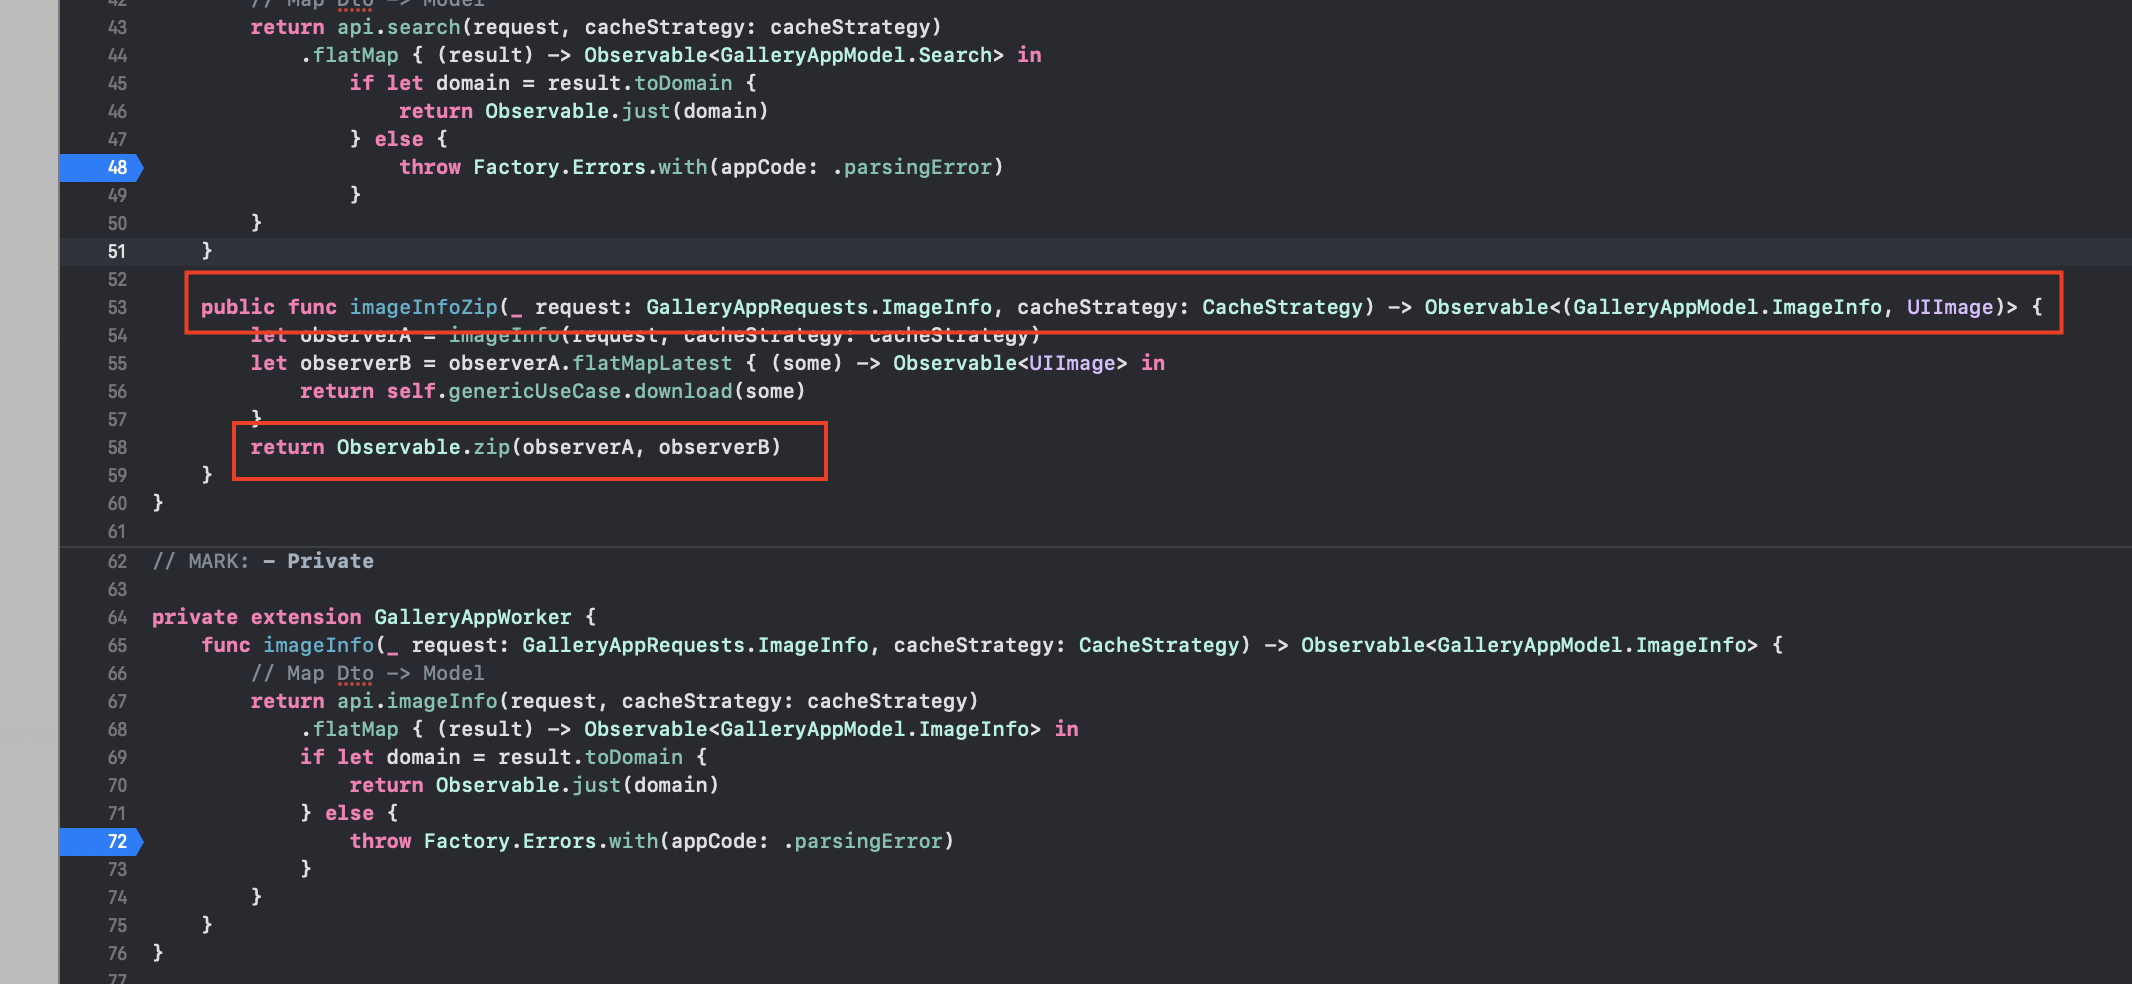 42 // Map Dto -> Model
43 return api.search(request, cacheStrategy: cacheStrategy)
44 .flatMap { (result) -> Observable<GalleryAppModel.Search> in
45 if let domain = result.toDomain {
46 return Observable.just(domain)
47 } else {
48 throw Factory.Errors.with(appCode: .parsingError)
49 }
50 }
51 }
52
53 public func imageInfoZip(_ request: GalleryAppRequests.ImageInfo, cacheStrategy: CacheStrategy) -> Observable<(GalleryAppModel.ImageInfo, UIImage)> {
54 let observerA = imageInfo(request, cacheStrategy: cacheStrategy)
55 let observerB = observerA.flatMapLatest { (some) -> Observable<UIImage> in
56 return self.genericUseCase.download(some)
57 }
58 return Observable.zip(observerA, observerB)
59 }
60 }
61
62 // MARK: - Private
63
64 private extension GalleryAppWorker {
65 func imageInfo(_ request: GalleryAppRequests.ImageInfo, cacheStrategy: CacheStrategy) -> Observable<GalleryAppModel.ImageInfo> {
66 // Map Dto -> Model
67 return api.imageInfo(request, cacheStrategy: cacheStrategy)
68 .flatMap { (result) -> Observable<GalleryAppModel.ImageInfo> in
69 if let domain = result.toDomain {
70 return Observable.just(domain)
71 } else {
72 throw Factory.Errors.with(appCode: .parsingError)
73 }
74 }
75 }
76 }
77